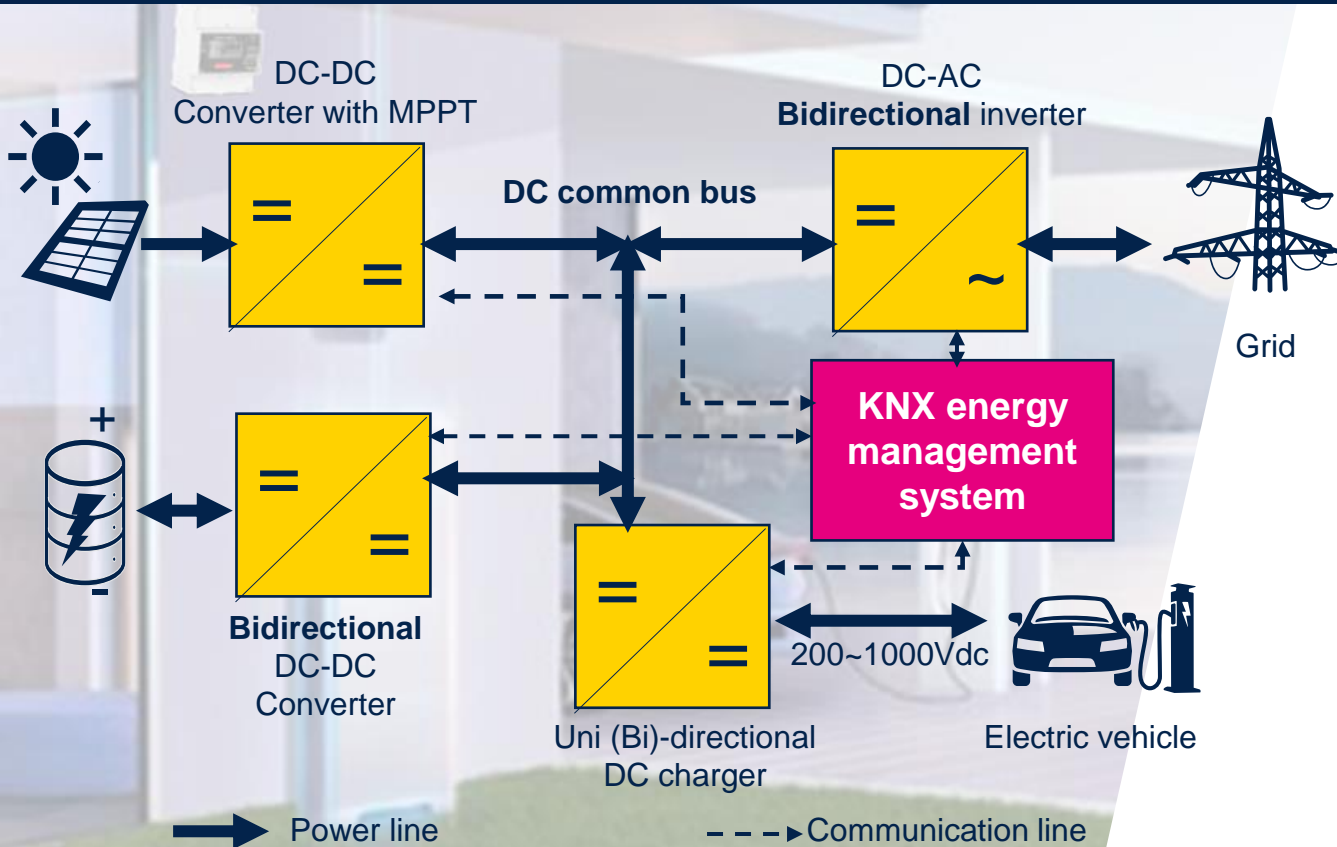 DC-DC
Converter with MPPT
DC-AC
Bidirectional inverter
DC common bus
=
=
=
~
Grid
KNX energy
management
system
+
-
=
=
Bidirectional
DC-DC
Converter
=
=
200~1000Vdc
Uni (Bi)-directional
DC charger
Electric vehicle
Power line
Communication line